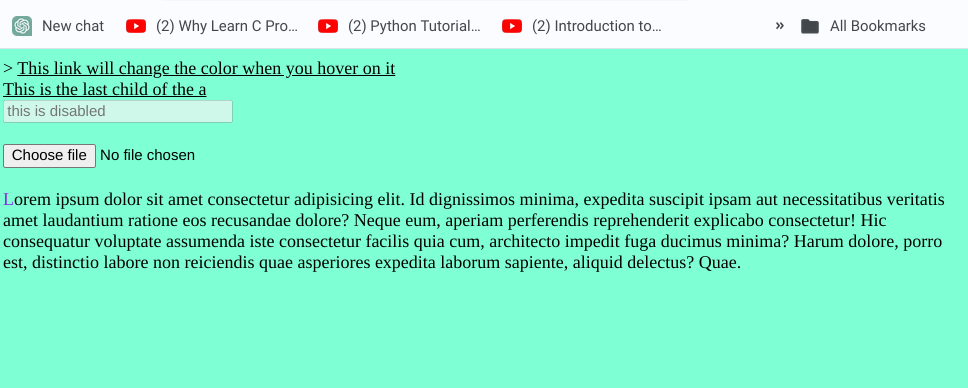 New chat (2) Why Learn C Pro... (2) Python Tutorial... (2) Introduction to... » All Bookmarks
> This link will change the color when you hover on it
This is the last child of the a
this is disabled
Choose file No file chosen
Lorem ipsum dolor sit amet consectetur adipisicing elit. Id dignissimos minima, expedita suscipit ipsam aut necessitatibus veritatis
amet laudantium ratione eos recusandae dolore? Neque eum, aperiam perferendis reprehenderit explicabo consectetur! Hic
consequatur voluptate assumenda iste consectetur facilis quia cum, architecto impedit fuga ducimus minima? Harum dolore, porro
est, distinctio labore non reiciendis quae asperiores expedita laborum sapiente, aliquid delectus? Quae.